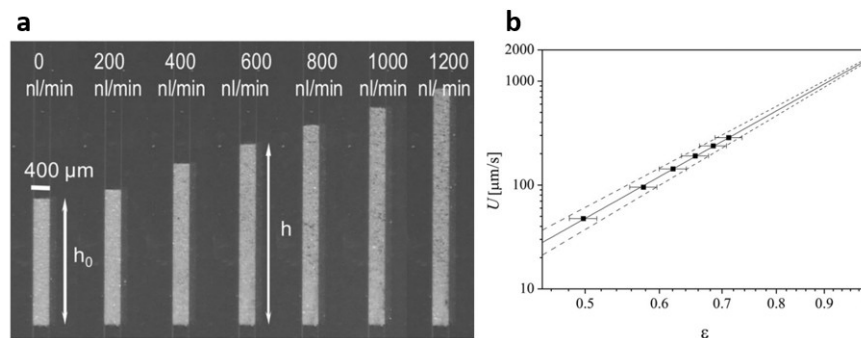 a
0 200 400 600 800 1000 1200
nl/min nl/min nl/min nl/min nl/min nl/min nl/ min
400 µm
h₀
h
b
2000
1000
100
10
U [µm/s]
0.5 0.6 0.7 0.8 0.9
ε